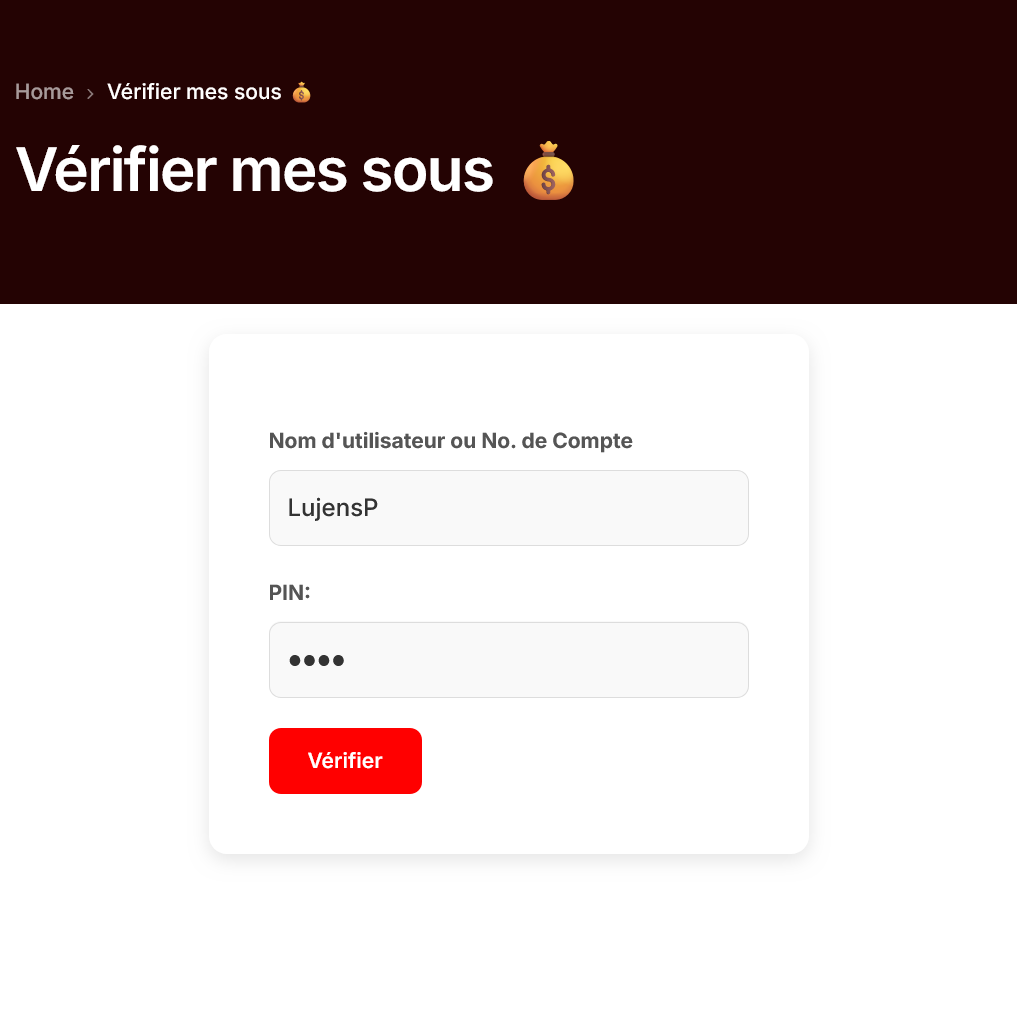 Home > Vérifier mes sous 💰
Vérifier mes sous 💰
Nom d'utilisateur ou No. de Compte
LujensP
PIN:
••••
Vérifier